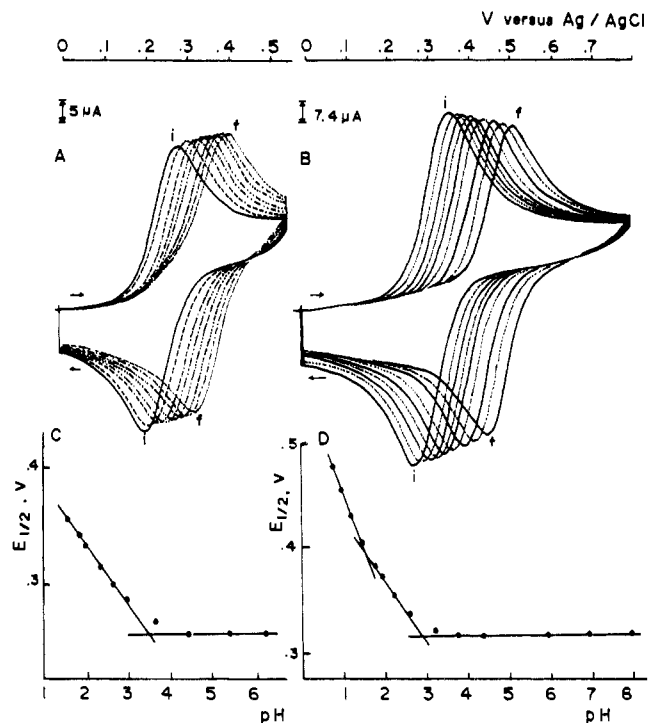 V versus Ag / AgCl
0 .1 .2 .3 .4 .5
0 .1 .2 .3 .4 .5 .6 .7 .8
5 μA
7.4 μA
i f
i f
A
B
i f
i f
C
D
E1/2, V
.4
.3
E1/2, V
.5
.4
.3
1 2 3 4 5 6
pH
1 2 3 4 5 6 7 8
pH